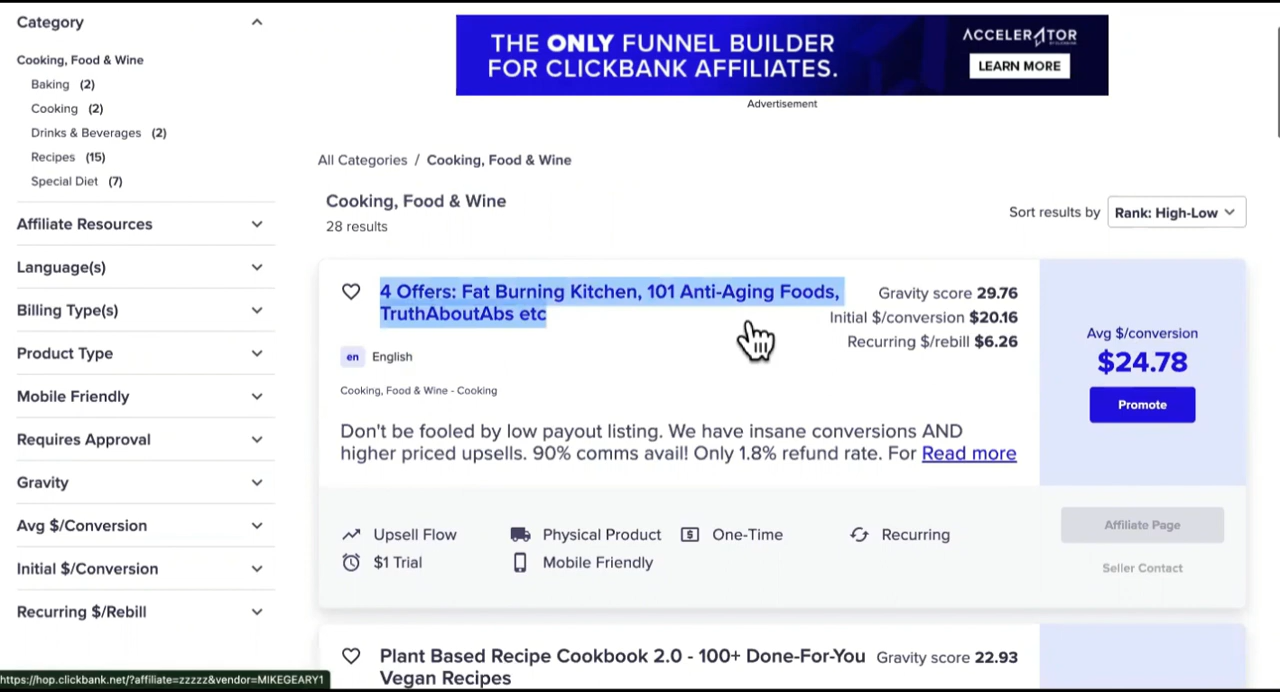 Category
Cooking, Food & Wine
Baking (2)
Cooking (2)
Drinks & Beverages (2)
Recipes (15)
Special Diet (7)
Affiliate Resources
Language(s)
Billing Type(s)
Product Type
Mobile Friendly
Requires Approval
Gravity
Avg $/Conversion
Initial $/Conversion
Recurring $/Rebill
THE ONLY FUNNEL BUILDER
FOR CLICKBANK AFFILIATES.
ACCELERATOR
LEARN MORE
Advertisement
All Categories / Cooking, Food & Wine
Cooking, Food & Wine
28 results
Sort results by Rank: High-Low
4 Offers: Fat Burning Kitchen, 101 Anti-Aging Foods,
TruthAboutAbs etc
Gravity score 29.76
Initial $/conversion $20.16
Recurring $/rebill $6.26
en English
Cooking, Food & Wine - Cooking
Don't be fooled by low payout listing. We have insane conversions AND
higher priced upsells. 90% comms avail! Only 1.8% refund rate. For Read more
Avg $/conversion
$24.78
Promote
Upsell Flow Physical Product $ One-Time Recurring
$1 Trial Mobile Friendly
Affiliate Page
Seller Contact
Plant Based Recipe Cookbook 2.0 - 100+ Done-For-You
Vegan Recipes
Gravity score 22.93
https://hop.clickbank.net/?affiliate=zzzzz&vendor=MIKEGEARY1